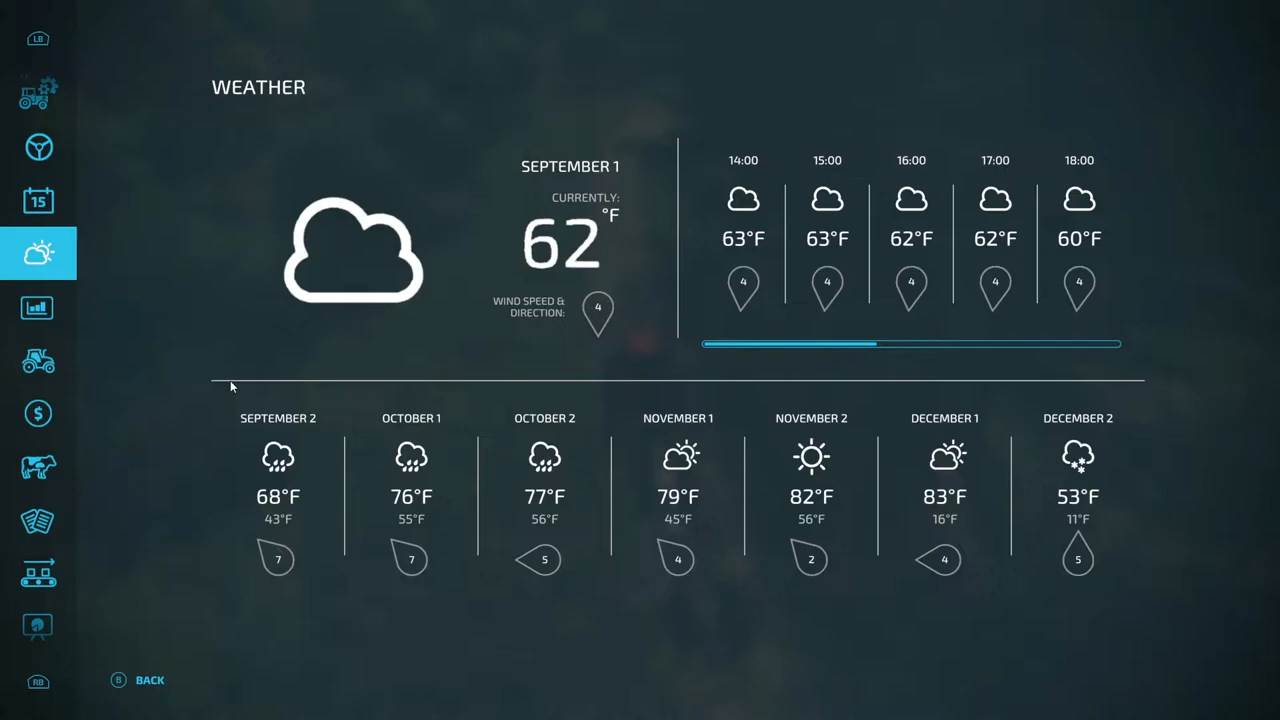 LB
WEATHER
15
SEPTEMBER 1
CURRENTLY:
62°F
WIND SPEED &
DIRECTION:
4
14:00 15:00 16:00 17:00 18:00
63°F 63°F 62°F 62°F 60°F
4 4 4 4 4
SEPTEMBER 2 OCTOBER 1 OCTOBER 2 NOVEMBER 1 NOVEMBER 2 DECEMBER 1 DECEMBER 2
68°F 76°F 77°F 79°F 82°F 83°F 53°F
43°F 55°F 56°F 45°F 56°F 16°F 11°F
7 7 5 4 2 4 5
RB
B BACK